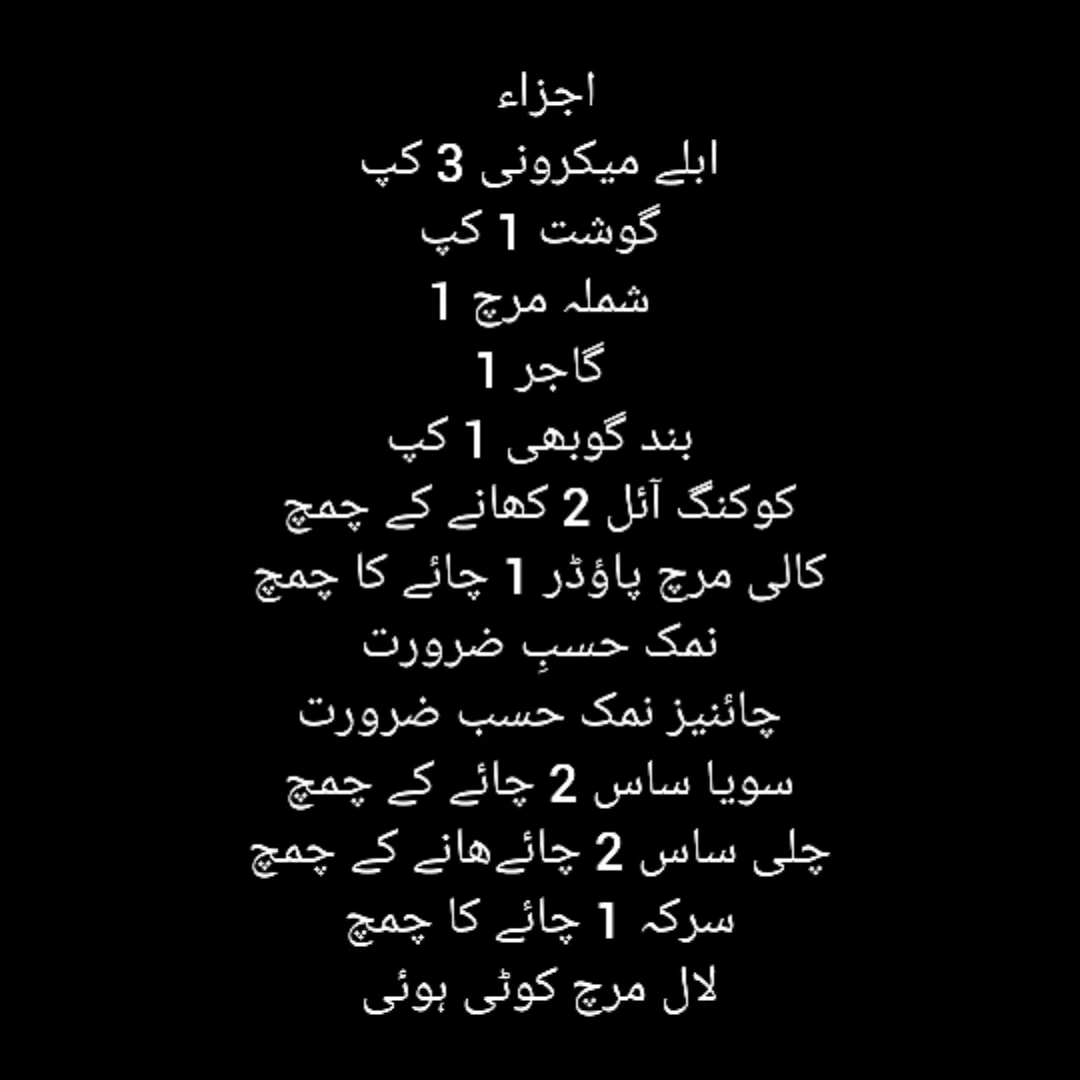 اجزاء
ابلے میکرونی 3 کپ
گوشت 1 کپ
شملہ مرچ 1
گاجر 1
بند گوبھی 1 کپ
کوکنگ آئل 2 کھانے کے چمچ
کالی مرچ پاؤڈر 1 چائے کا چمچ
نمک حسبِ ضرورت
چائنیز نمک حسب ضرورت
سویا ساس 2 چائے کے چمچ
چلی ساس 2 چائےھانے کے چمچ
سرکہ 1 چائے کا چمچ
لال مرچ کوٹی ہوئی